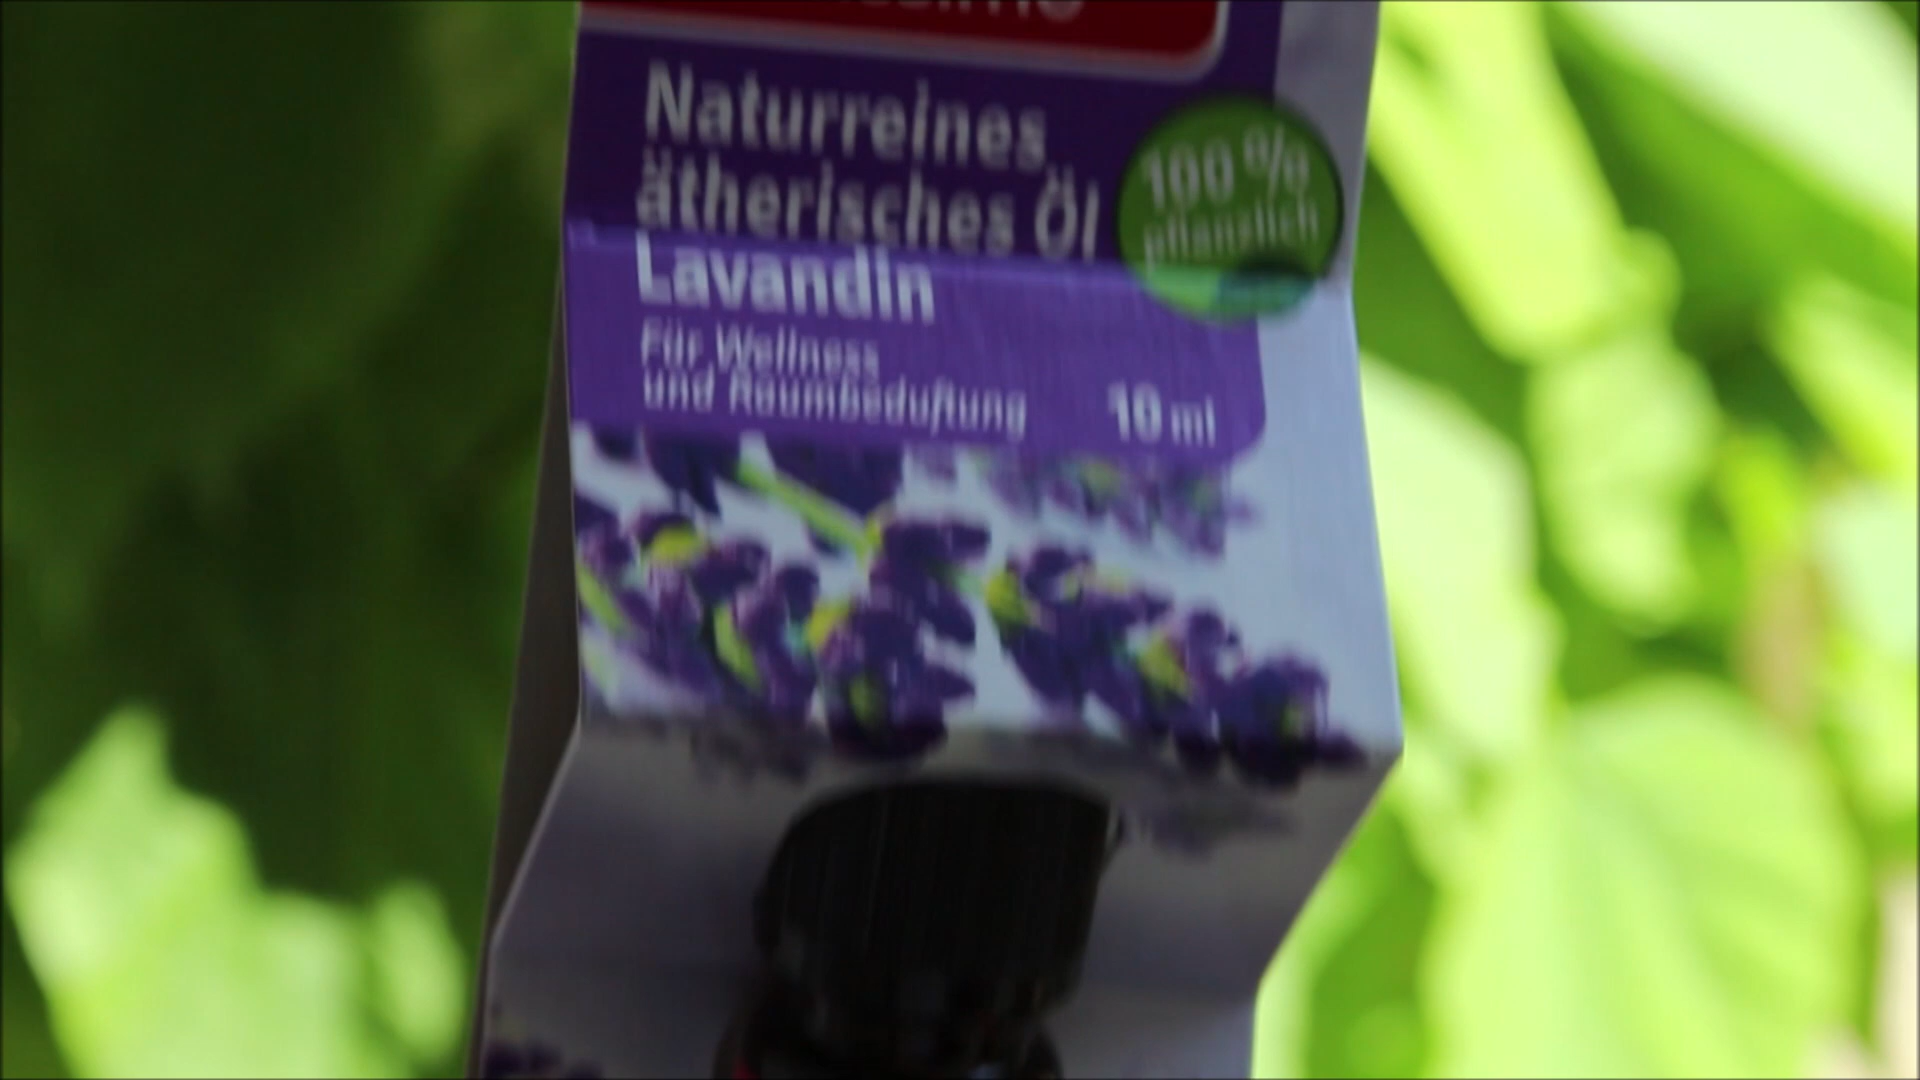 Naturreines
ätherisches Öl
Lavandin
Für Wellness
und Raumbeduftung
10 ml
100 %
pflanzlich